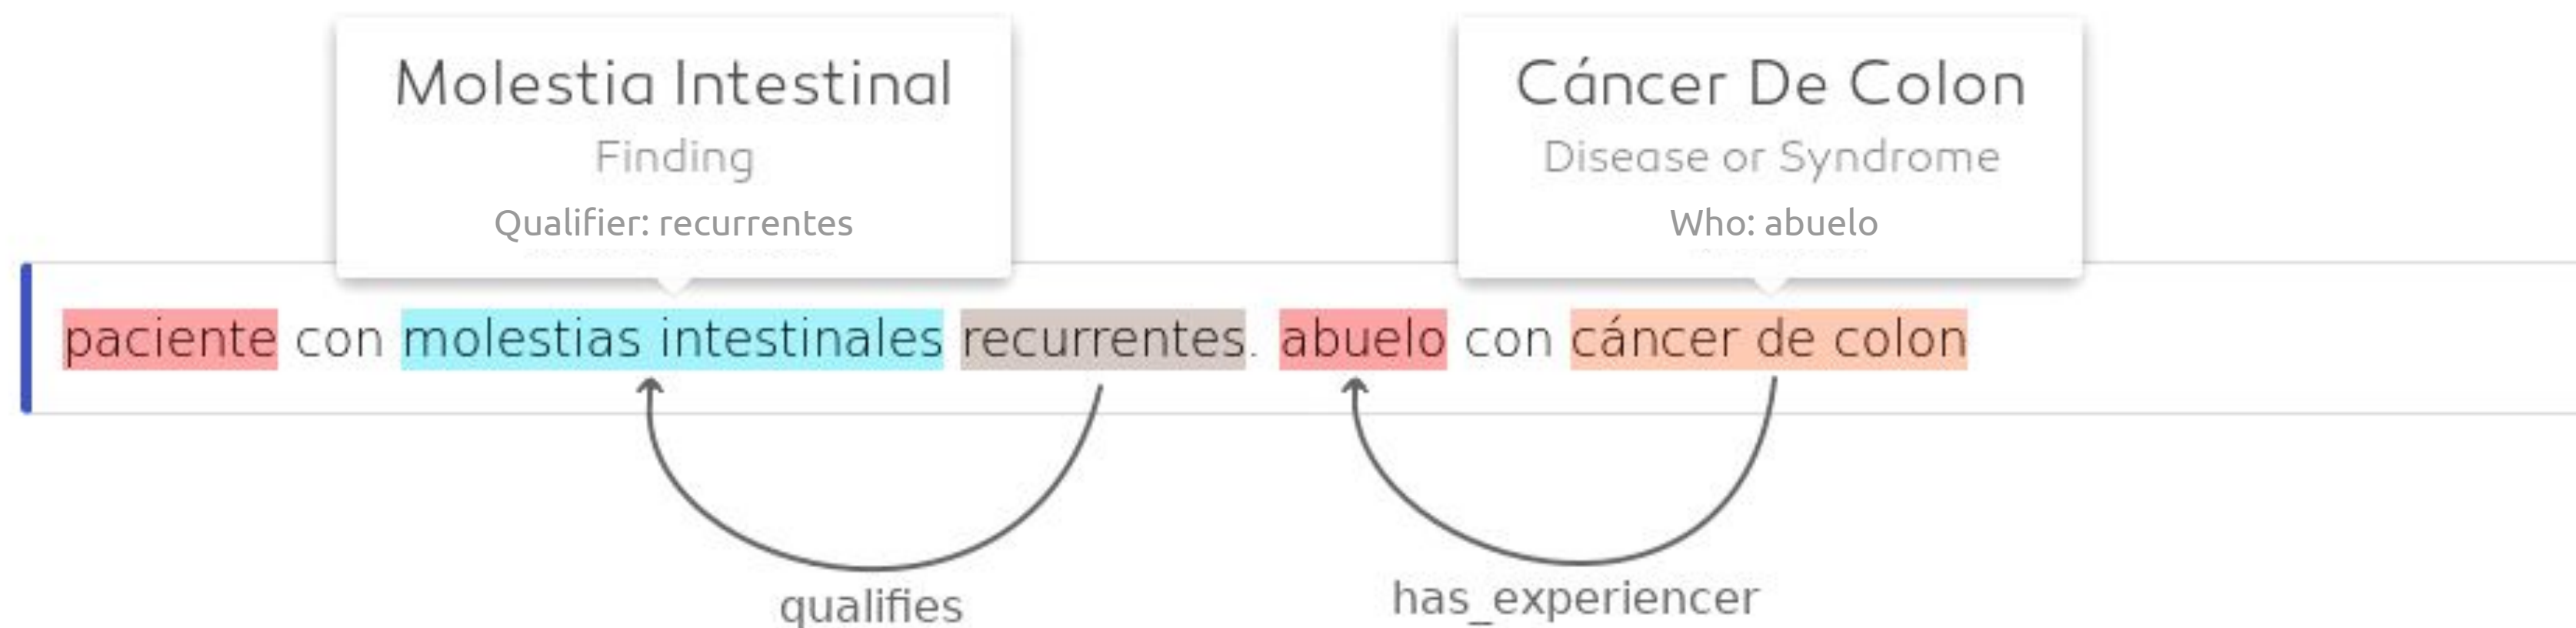 Molestia Intestinal
Finding
Qualifier: recurrentes
Cáncer De Colon
Disease or Syndrome
Who: abuelo
paciente con molestias intestinales recurrentes. abuelo con cáncer de colon
qualifies
has_experiencer